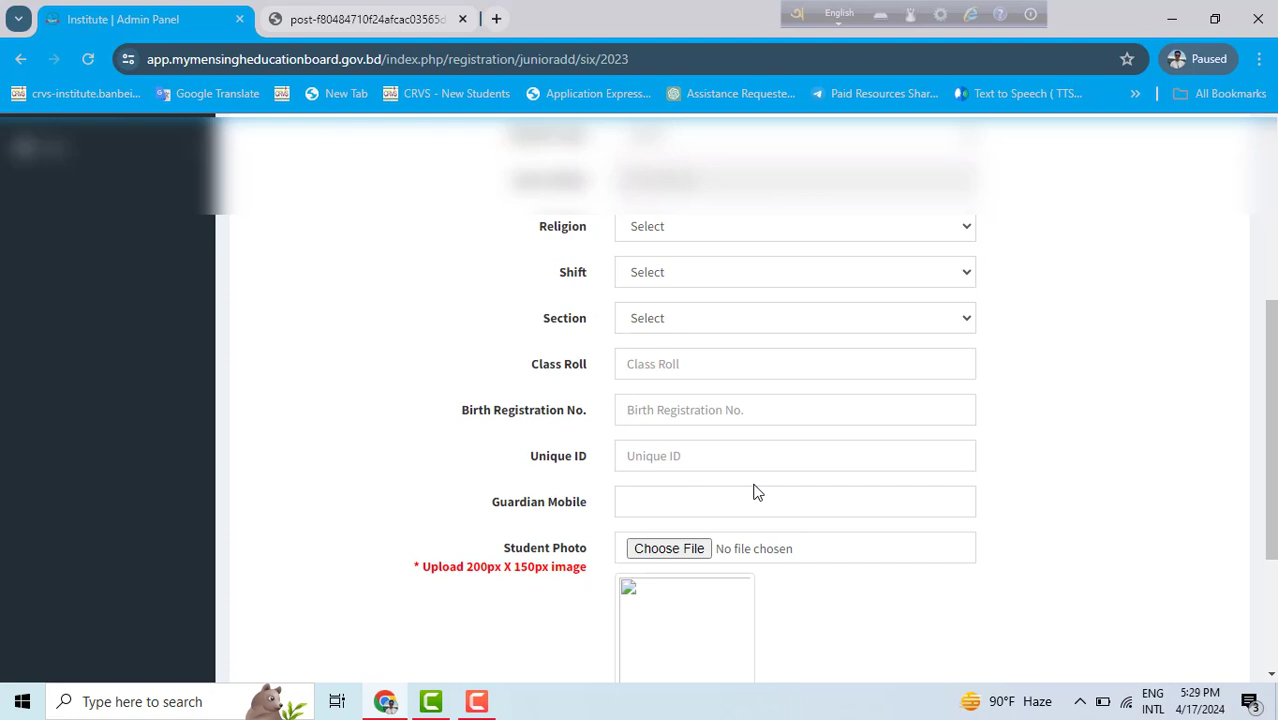 Institute | Admin Panel
post-f80484710f24afcac03565d
English
app.mymensingheducationboard.gov.bd/index.php/registration/junioradd/six/2023
Paused
crvs-institute.banbei...
Google Translate
New Tab
CRVS - New Students
Application Express...
Assistance Requeste...
Paid Resources Shar...
Text to Speech ( TTS...
All Bookmarks
Religion
Select
Shift
Select
Section
Select
Class Roll
Class Roll
Birth Registration No.
Birth Registration No.
Unique ID
Unique ID
Guardian Mobile
Student Photo
Choose File No file chosen
* Upload 200px X 150px image
Type here to search
90°F Haze
ENG
INTL
5:29 PM
4/17/2024
3